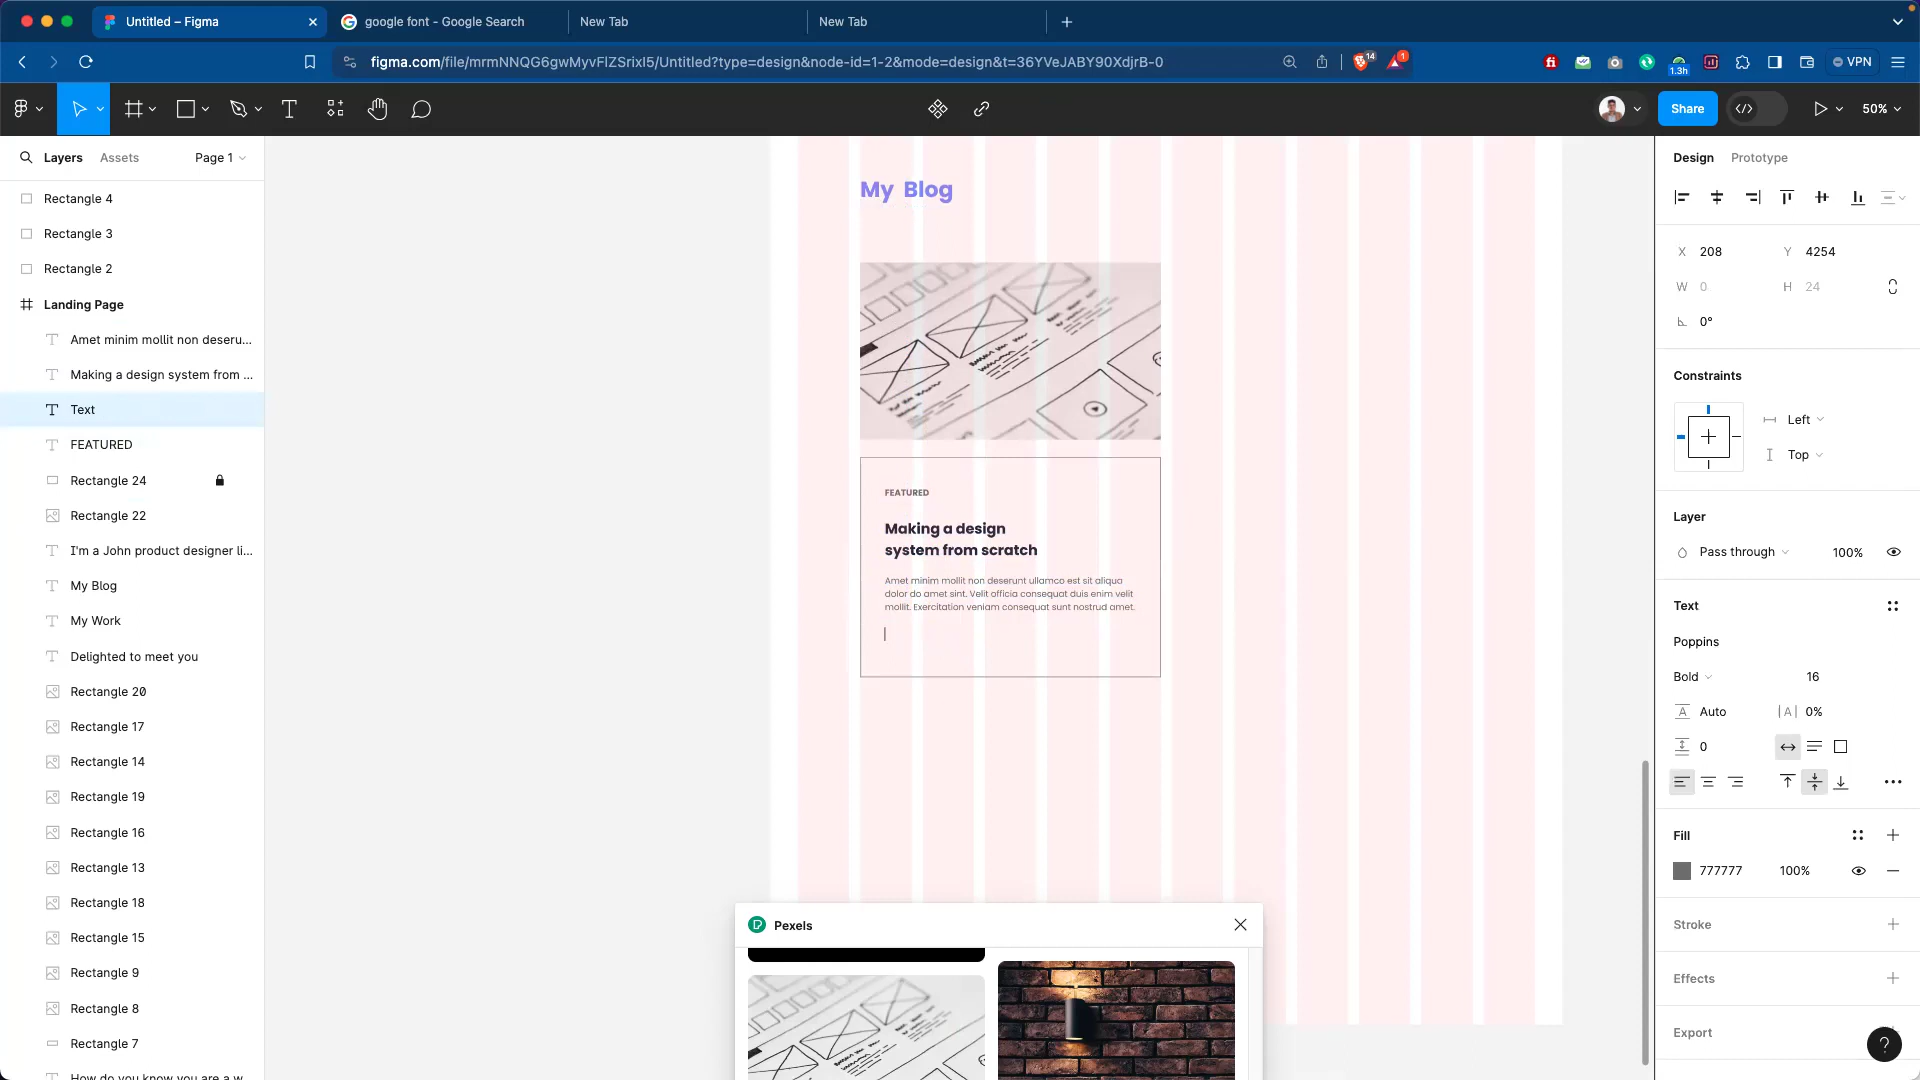 Untitled – Figma
google font - Google Search
New Tab
New Tab
figma.com/file/mrmNNQG6gwMyvFlZSrixl5/Untitled?type=design&node-id=1-2&mode=design&t=36YVeJABY90XdjrB-0
14
1
1.3h
VPN
Share
50%
Layers
Assets
Page 1
Rectangle 4
Rectangle 3
Rectangle 2
Landing Page
Amet minim mollit non deseru...
Making a design system from ...
Text
FEATURED
Rectangle 24
Rectangle 22
I'm a John product designer li...
My Blog
My Work
Delighted to meet you
Rectangle 20
Rectangle 17
Rectangle 14
Rectangle 19
Rectangle 16
Rectangle 13
Rectangle 18
Rectangle 15
Rectangle 9
Rectangle 8
Rectangle 7
How do you know you are a w
My Blog
FEATURED
Making a design
system from scratch
Amet minim mollit non deserunt ullamco est sit aliqua
dolor do amet sint. Velit officia consequat duis enim velit
mollit. Exercitation veniam consequat sunt nostrud amet.
Pexels
Design
Prototype
X 208
Y 4254
W 0
H 24
0°
Constraints
Left
Top
Layer
Pass through
100%
Text
Poppins
Bold
16
Auto
0%
0
Fill
777777
100%
Stroke
Effects
Export
?